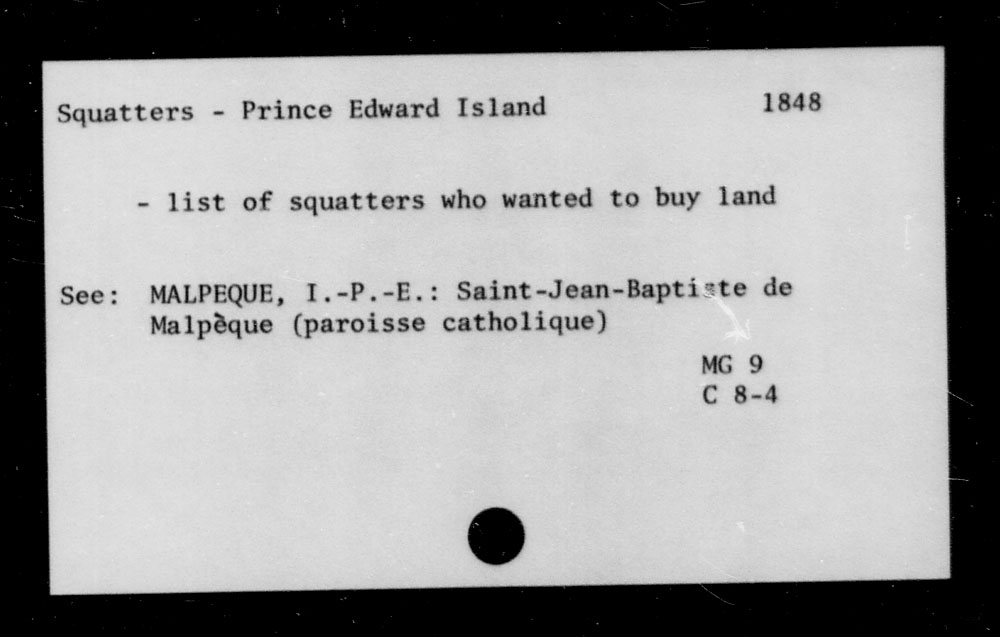 Squatters - Prince Edward Island 1848
- list of squatters who wanted to buy land
See: MALPEQUE, I.-P.-E.: Saint-Jean-Baptiste de
Malpèque (paroisse catholique)
MG 9
C 8-4